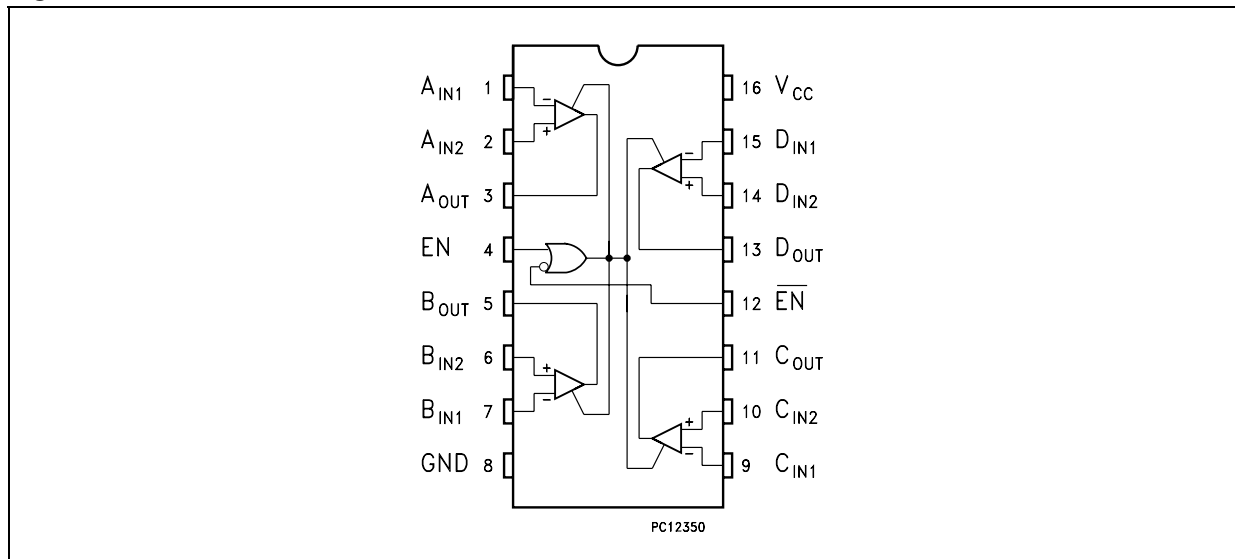 A_IN1 1
A_IN2 2
A_OUT 3
EN 4
B_OUT 5
B_IN2 6
B_IN1 7
GND 8
16 V_CC
15 D_IN1
14 D_IN2
13 D_OUT
12 E̅N̅
11 C_OUT
10 C_IN2
9 C_IN1
− +
+ −
− +
+ −
PC12350